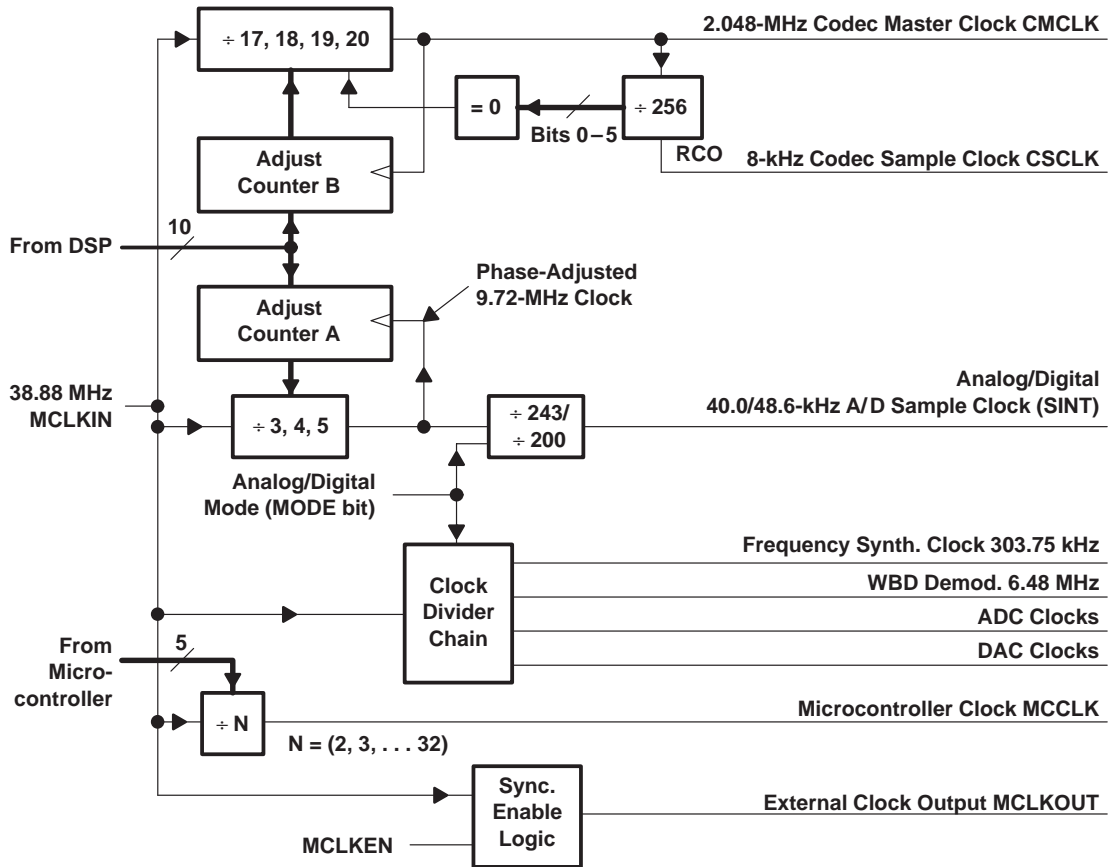 ÷ 17, 18, 19, 20
2.048-MHz Codec Master Clock CMCLK
= 0
÷ 256
Bits 0–5
RCO
8-kHz Codec Sample Clock CSCLK
Adjust
Counter B
10
From DSP
Phase-Adjusted
9.72-MHz Clock
Adjust
Counter A
38.88 MHz
MCLKIN
÷ 3, 4, 5
÷ 243/
÷ 200
Analog/Digital
40.0/48.6-kHz A/D Sample Clock (SINT)
Analog/Digital
Mode (MODE bit)
Clock
Divider
Chain
Frequency Synth. Clock 303.75 kHz
WBD Demod. 6.48 MHz
ADC Clocks
DAC Clocks
From
Micro-
controller
5
÷ N
N = (2, 3, . . . 32)
Microcontroller Clock MCCLK
Sync.
Enable
Logic
MCLKEN
External Clock Output MCLKOUT